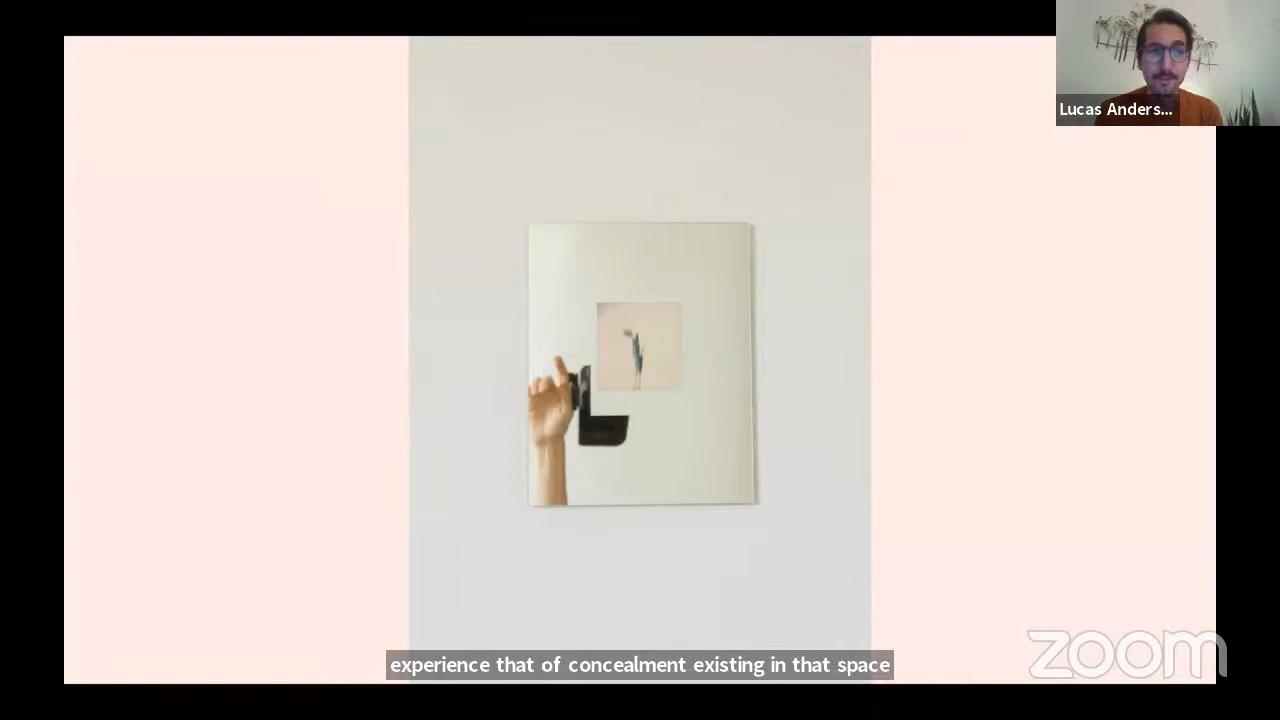 Lucas Anders...
experience that of concealment existing in that space
zoom